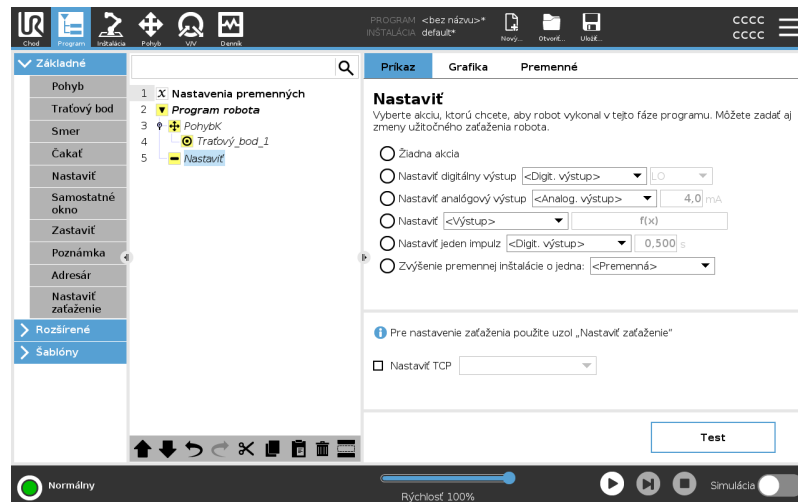 UR
Chod
Program
Inštalácia
Pohyb
V/V
Denník
PROGRAM <bez názvu>*
INŠTALÁCIA default*
Nový...
Otvoriť...
Uložiť...
CCCC
CCCC
Základné
Pohyb
Traťový bod
Smer
Čakať
Nastaviť
Samostatné
okno
Zastaviť
Poznámka
Adresár
Nastaviť
zaťaženie
Rozšírené
Šablóny
1 X Nastavenia premenných
2 Program robota
3 PohybK
4 Traťový_bod_1
5 Nastaviť
Príkaz Grafika Premenné
Nastaviť
Vyberte akciu, ktorú chcete, aby robot vykonal v tejto fáze programu. Môžete zadať aj
zmeny užitočného zaťaženia robota.
Žiadna akcia
Nastaviť digitálny výstup <Digit. výstup> LO
Nastaviť analógový výstup <Analog. výstup> 4,0 mA
Nastaviť <Výstup> f(x)
Nastaviť jeden impulz <Digit. výstup> 0,500 s
Zvýšenie premennej inštalácie o jedna: <Premenná>
Pre nastavenie zaťaženia použite uzol „Nastaviť zaťaženie“
Nastaviť TCP
Test
Normálny
Rýchlosť 100%
Simulácia